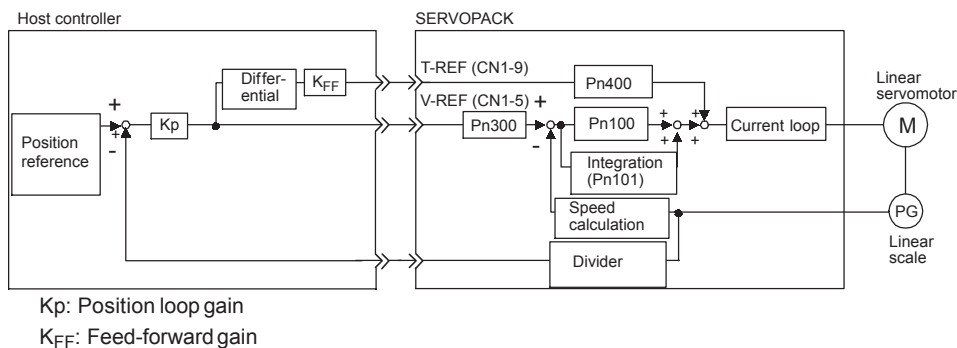 Host controller
SERVOPACK
Differ-
ential
KFF
T-REF (CN1-9)
Pn400
Linear
servomotor
V-REF (CN1-5)
+
+
+
-
Position
reference
Kp
Pn300
+
-
Pn100
+
+
+
+
Current loop
M
Integration
(Pn101)
Speed
calculation
PG
Linear
scale
Divider
Kp: Position loop gain
KFF: Feed-forward gain